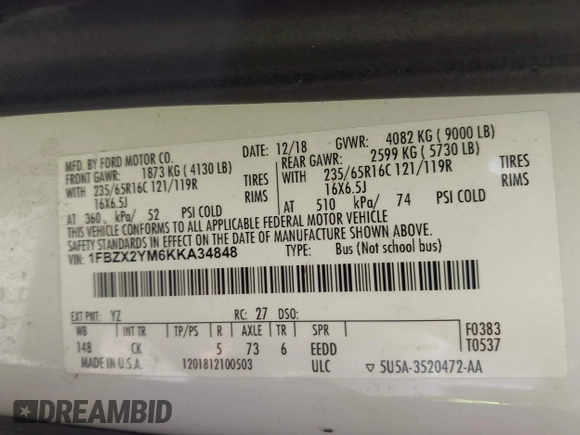 MFD. BY FORD MOTOR CO.
DATE: 12/18 GVWR: 4082 KG ( 9000 LB)
FRONT GAWR: 1873 KG ( 4130 LB)
REAR GAWR: 2599 KG ( 5730 LB)
WITH 235/65R16C 121/119R TIRES
WITH 235/65R16C 121/119R TIRES
16X6.5J RIMS
16X6.5J RIMS
AT 360 kPa/ 52 PSI COLD
AT 510 kPa/ 74 PSI COLD
THIS VEHICLE CONFORMS TO ALL APPLICABLE FEDERAL MOTOR VEHICLE
SAFETY STANDARDS IN EFFECT ON THE DATE OF MANUFACTURE SHOWN ABOVE.
VIN: 1FBZX2YM6KKA34848 TYPE: Bus (Not school bus)
EXT PNT: YZ RC: 27 DSO: F0383
T0537
WB INT TR TP/PS R AXLE TR SPR
148 CK 5 73 6 EEDD
MADE IN U.S.A. 1201812100503 ULC ▽ 5U5A-3520472-AA
DREAMBID